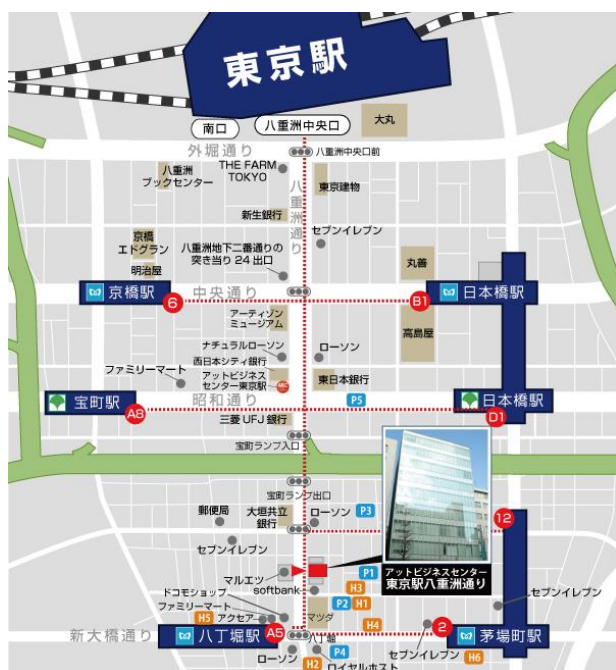 東京駅
南口
八重洲中央口
大丸
外堀通り
八重洲中央口前
八重洲
ブックセンター
THE FARM
TOKYO
八重洲通り
東京建物
新生銀行
京橋
エドグラン
セブンイレブン
八重洲地下二番通りの
突き当り 24 出口
明治屋
丸善
京橋駅
6
中央通り
B1
日本橋駅
アーティゾン
ミュージアム
高島屋
ナチュラルローソン
ローソン
西日本シティ銀行
ファミリーマート
アットビジネス
センター東京駅
ABC
東日本銀行
宝町駅
A8
昭和通り
P5
日本橋駅
D1
三菱 UFJ 銀行
宝町ランプ入口
宝町ランプ出口
郵便局
大垣共立
銀行
ローソン
P3
12
セブンイレブン
アットビジネスセンター
東京駅八重洲通り
マルエツ
P1
softbank
H3
ドコモショップ
P2
H1
セブンイレブン
ファミリーマート
H5
アクセア
マツダ
H4
新大橋通り
八丁堀駅
A5
八丁堀
2
茅場町駅
ローソン
H2
P4
ロイヤルホスト
セブンイレブン
H6